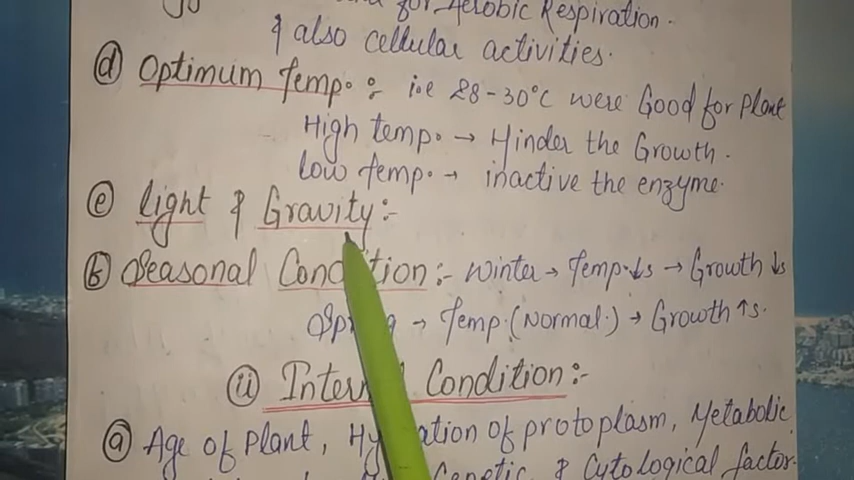 for Aerobic Respiration.
& also cellular activities.
(d) Optimum Temp. : i.e 28-30°C were Good for plant
High temp. → Hinder the Growth.
Low temp. → inactive the enzyme.
(e) light & Gravity:-
(f) Seasonal Condition:- Winter → Temp.↓s → Growth ↓s
→ Temp.(Normal.) → Growth ↑s.
(ii) Condition:-
(a) Age of Plant, of protoplasm, Metabolic
Genetic, & Cytological factor.